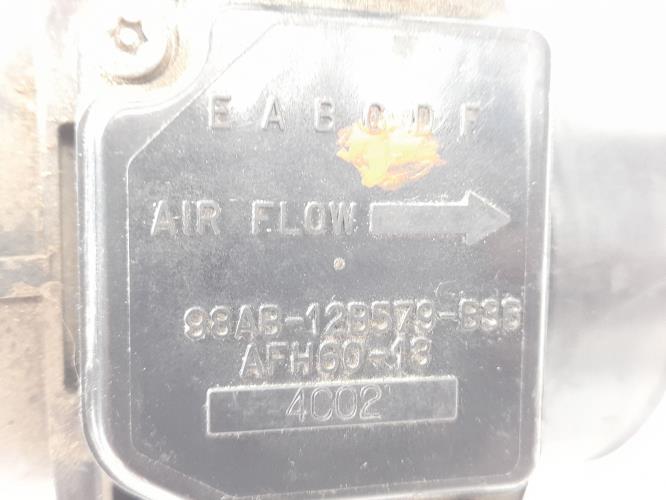 E A B C D F
AIR FLOW
98AB-12B579-B3B
AFH60-13
4C02